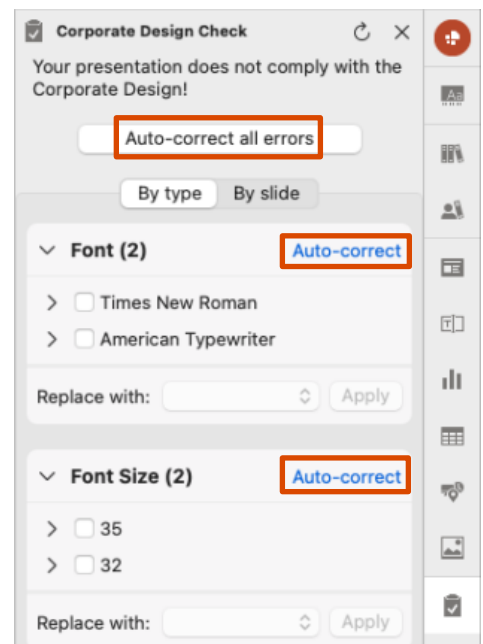 Corporate Design Check
Your presentation does not comply with the
Corporate Design!
Auto-correct all errors
By type By slide
Font (2) Auto-correct
Times New Roman
American Typewriter
Replace with: Apply
Font Size (2) Auto-correct
35
32
Replace with: Apply